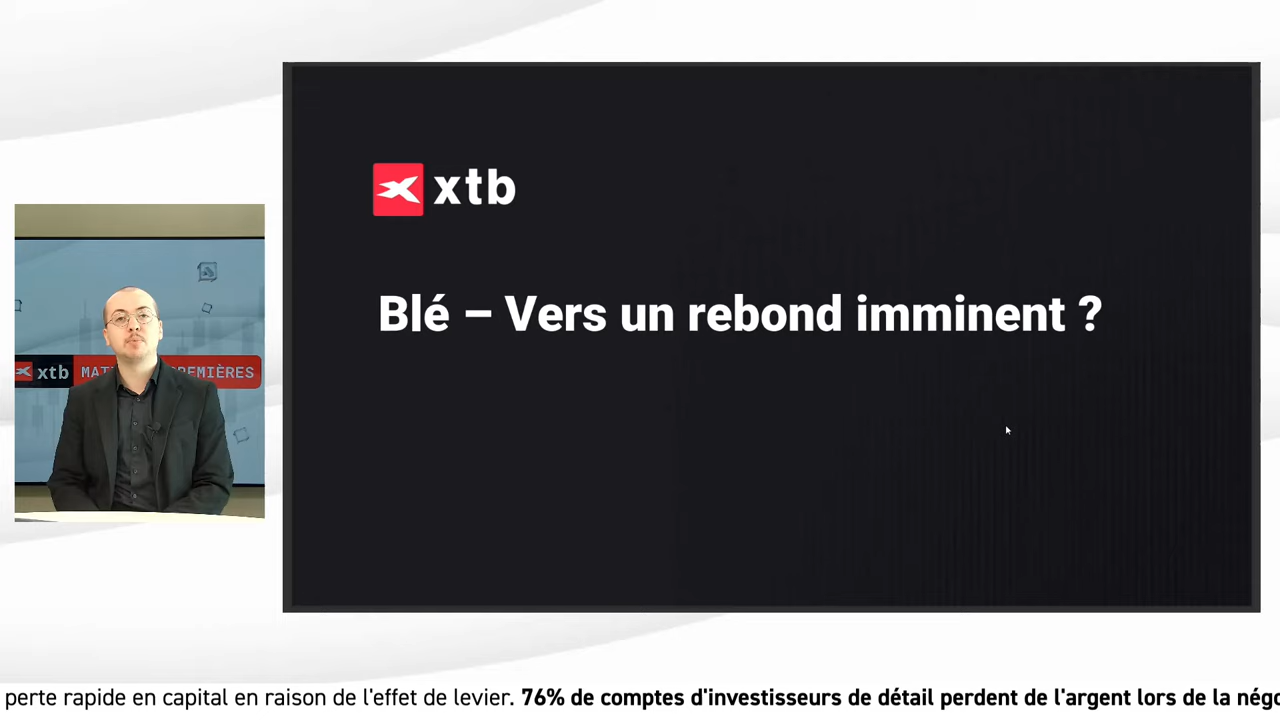 xtb
Blé – Vers un rebond imminent ?
xtb
perte rapide en capital en raison de l'effet de levier. 76% de comptes d'investisseurs de détail perdent de l'argent lors de la